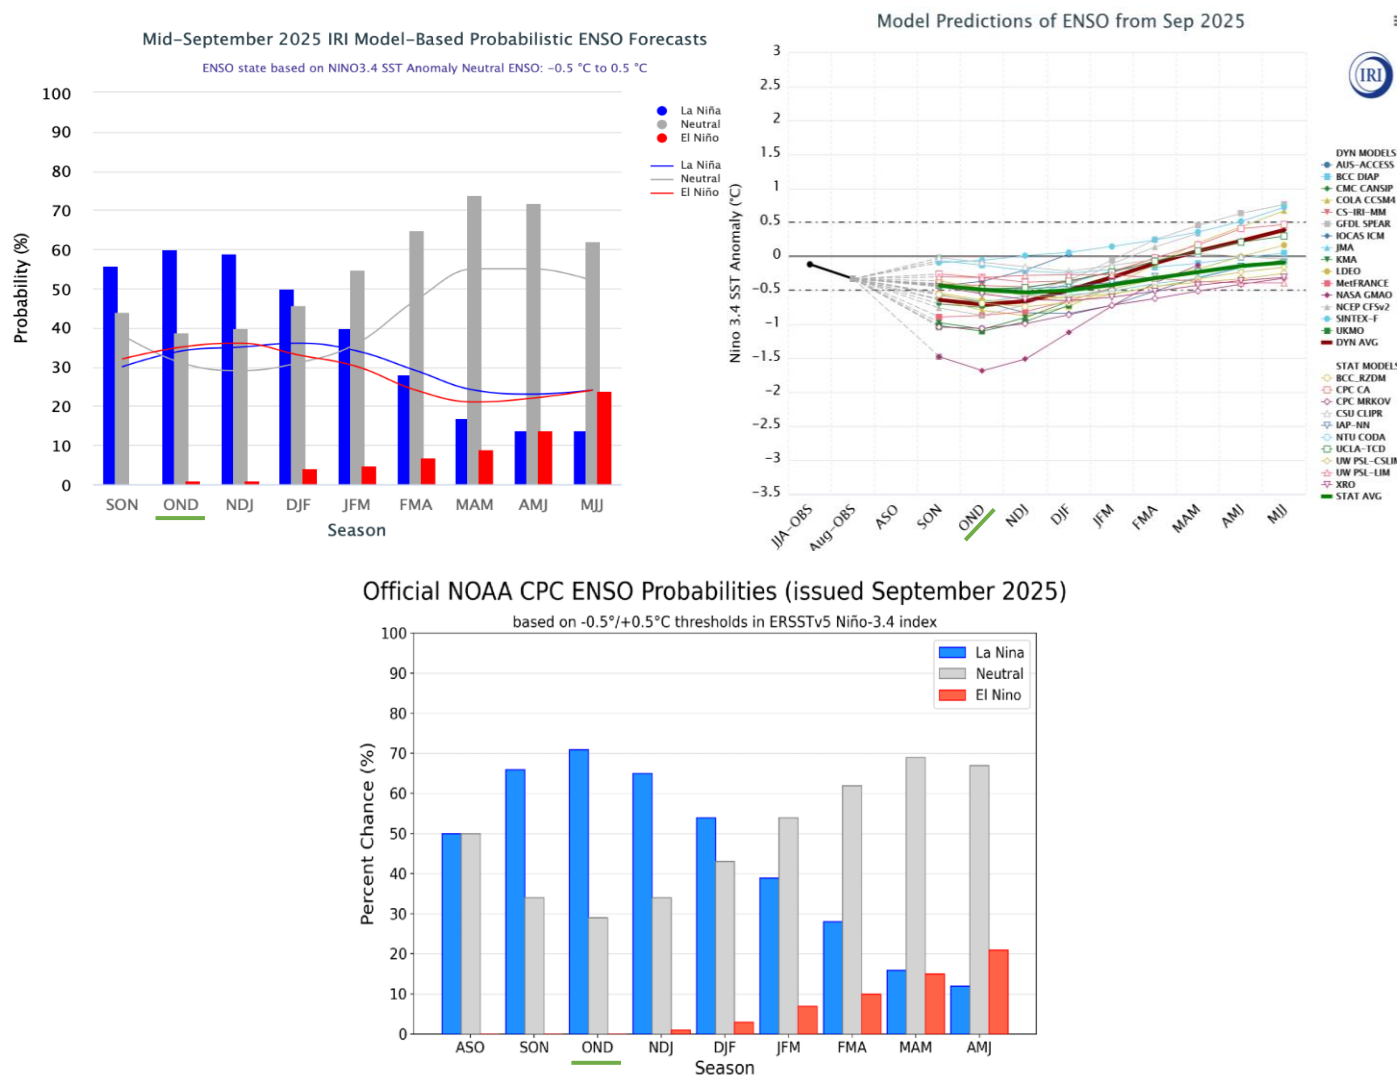 Mid-September 2025 IRI Model-Based Probabilistic ENSO Forecasts
ENSO state based on NINO3.4 SST Anomaly Neutral ENSO: -0.5 °C to 0.5 °C
Probability (%)
100
90
80
70
60
50
40
30
20
10
0
SON OND NDJ DJF JFM FMA MAM AMJ MJJ
Season
La Niña
Neutral
El Niño
La Niña
Neutral
El Niño
Model Predictions of ENSO from Sep 2025
IRI
Nino 3.4 SST Anomaly (°C)
3
2.5
2
1.5
1
0.5
0
-0.5
-1
-1.5
-2
-2.5
-3
-3.5
JJA-OBS Aug-OBS ASO SON OND NDJ DJF JFM FMA MAM AMJ MJJ
DYN MODELS
AUS-ACCESS
BCC DIAP
CMC CANSIP
COLA CCSM4
CS-IRI-MM
GFDL SPEAR
IOCAS ICM
JMA
KMA
LDEO
MetFRANCE
NASA GMAO
NCEP CFSv2
SINTEX-F
UKMO
DYN AVG
STAT MODELS
BCC_RZDM
CPC CA
CPC MRKOV
CSU CLIPR
IAP-NN
NTU CODA
UCLA-TCD
UW PSL-CSLIM
UW PSL-LIM
XRO
STAT AVG
Official NOAA CPC ENSO Probabilities (issued September 2025)
based on -0.5°/+0.5°C thresholds in ERSSTv5 Niño-3.4 index
Percent Chance (%)
100
90
80
70
60
50
40
30
20
10
0
La Nina
Neutral
El Nino
ASO SON OND NDJ DJF JFM FMA MAM AMJ
Season